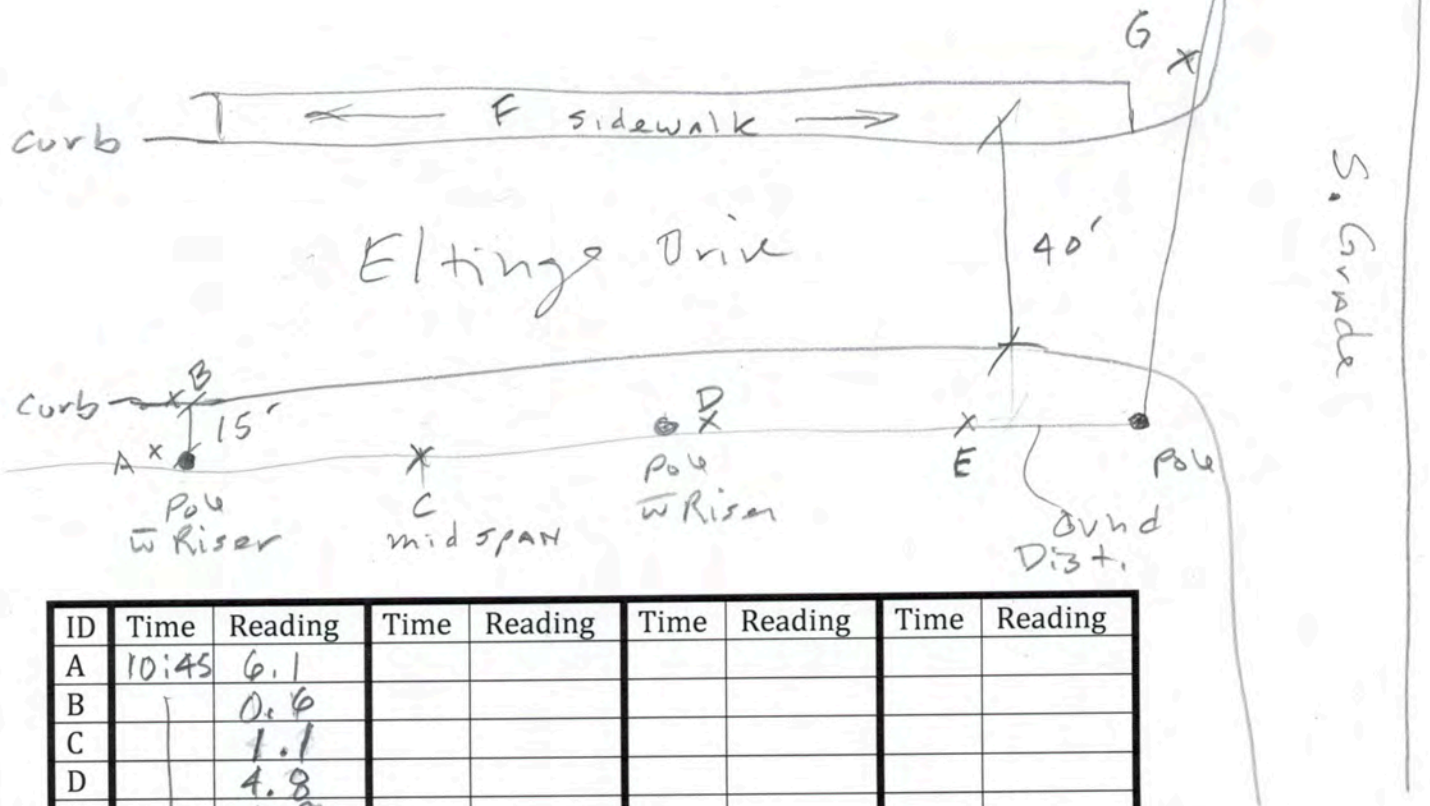 G
← F sidewalk →
curb
S. Grade
Eltinge Drive
40'
curb
B
15'
A
D
C
E
Pole
w̄ Riser
mid SPAN
Pole
w̄ Riser
Pole
Ovhd
Dist.
ID Time Reading Time Reading Time Reading Time Reading
A 10:45 6.1
B 0.6
C 1.1
D 4.8